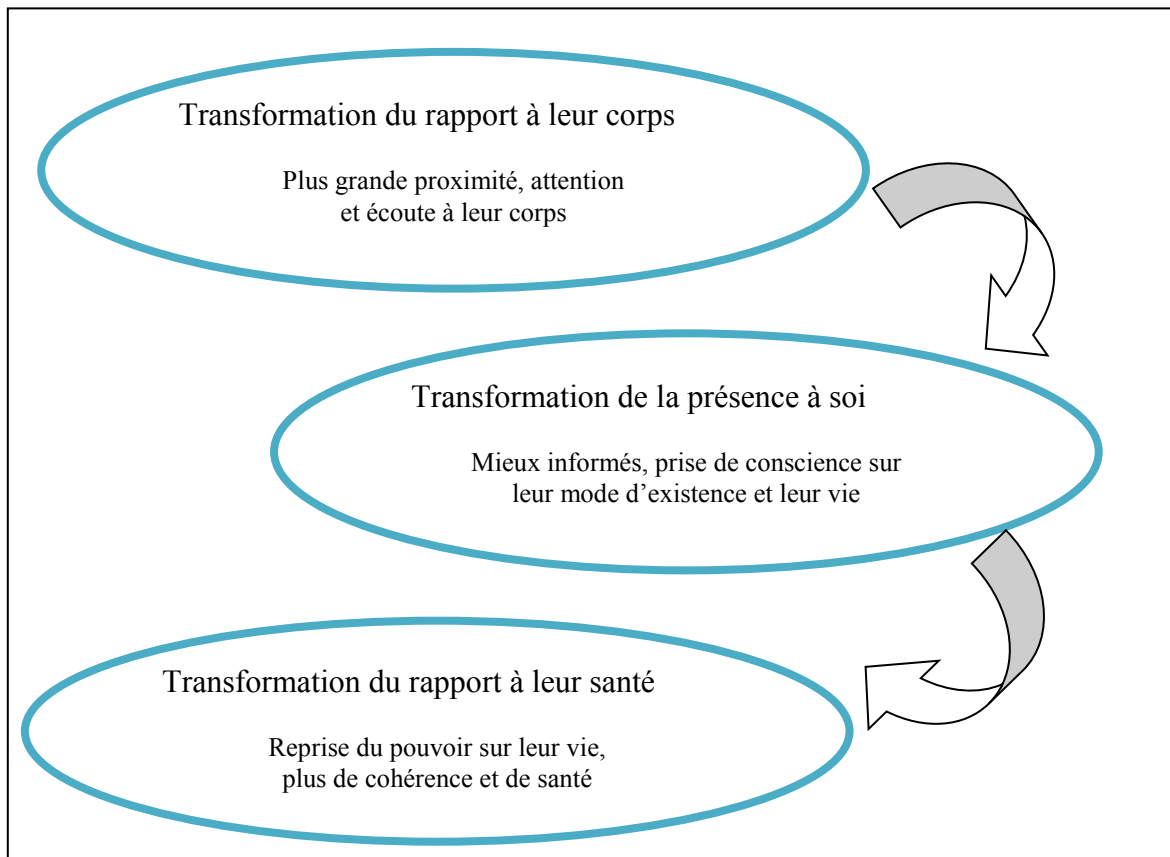 Transformation du rapport à leur corps
Plus grande proximité, attention
et écoute à leur corps
Transformation de la présence à soi
Mieux informés, prise de conscience sur
leur mode d’existence et leur vie
Transformation du rapport à leur santé
Reprise du pouvoir sur leur vie,
plus de cohérence et de santé